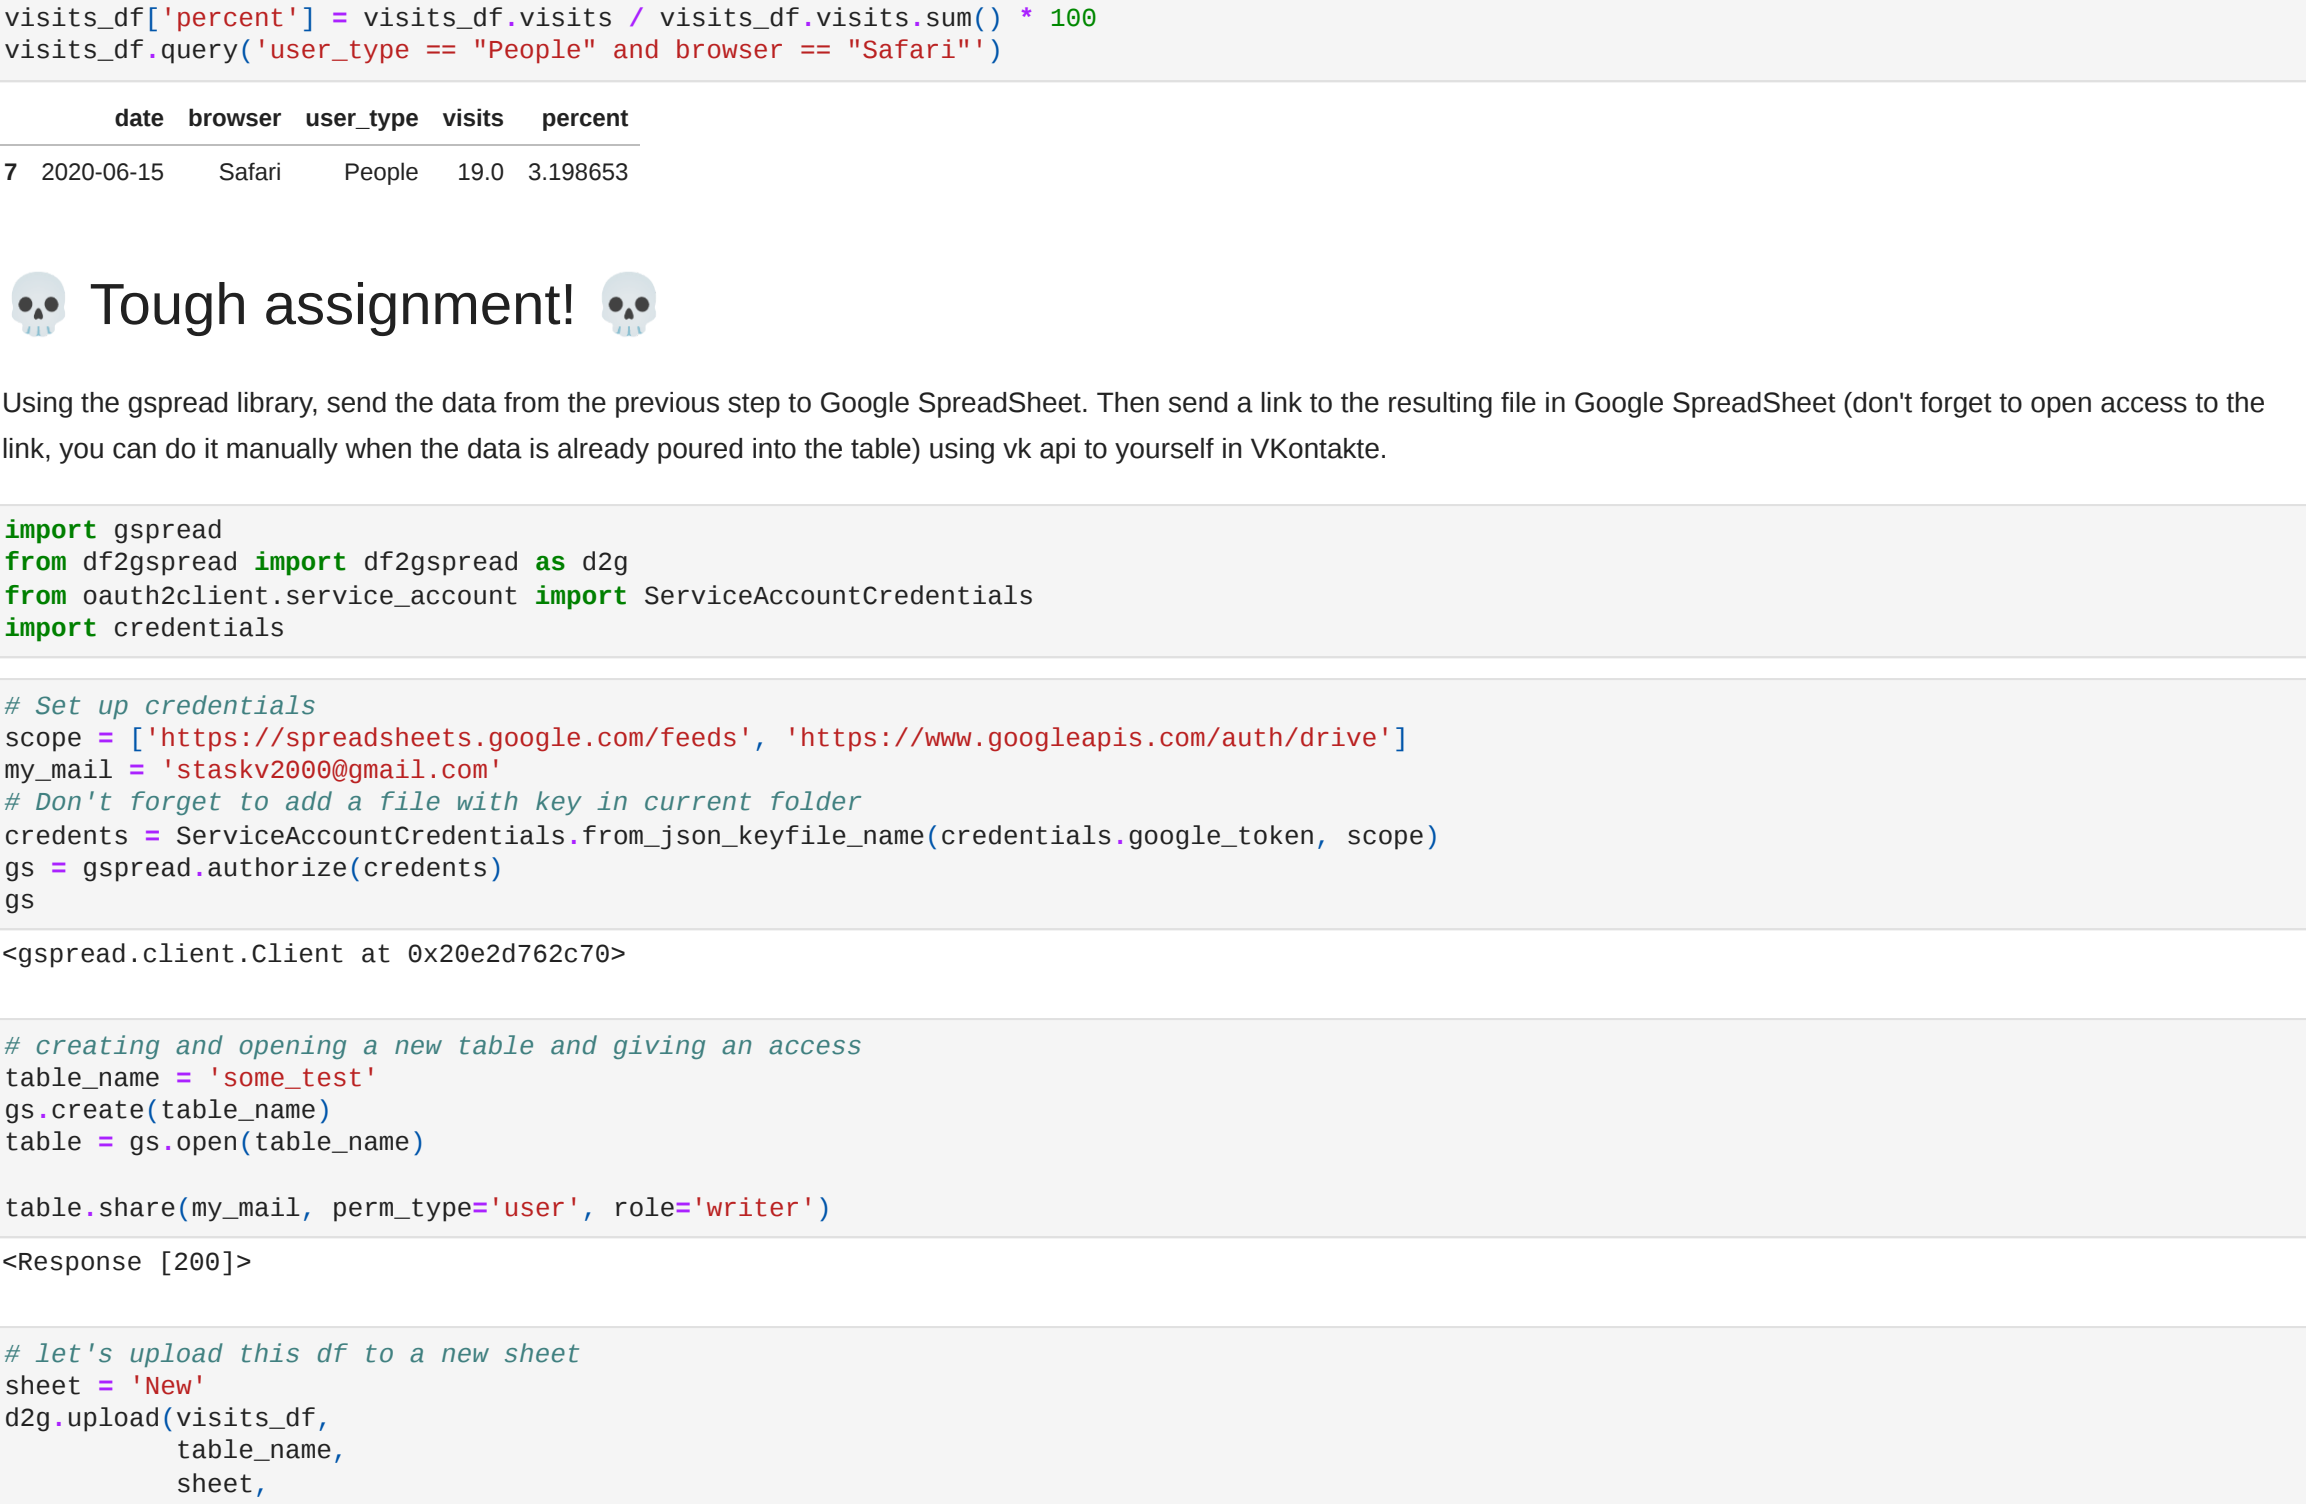 visits_df['percent'] = visits_df.visits / visits_df.visits.sum() * 100
visits_df.query('user_type == "People" and browser == "Safari"')
date browser user_type visits percent
7 2020-06-15 Safari People 19.0 3.198653
💀 Tough assignment! 💀
Using the gspread library, send the data from the previous step to Google SpreadSheet. Then send a link to the resulting file in Google SpreadSheet (don't forget to open access to the
link, you can do it manually when the data is already poured into the table) using vk api to yourself in VKontakte.
import gspread
from df2gspread import df2gspread as d2g
from oauth2client.service_account import ServiceAccountCredentials
import credentials
# Set up credentials
scope = ['https://spreadsheets.google.com/feeds', 'https://www.googleapis.com/auth/drive']
my_mail = 'staskv2000@gmail.com'
# Don't forget to add a file with key in current folder
credents = ServiceAccountCredentials.from_json_keyfile_name(credentials.google_token, scope)
gs = gspread.authorize(credents)
gs
<gspread.client.Client at 0x20e2d762c70>
# creating and opening a new table and giving an access
table_name = 'some_test'
gs.create(table_name)
table = gs.open(table_name)
table.share(my_mail, perm_type='user', role='writer')
<Response [200]>
# let's upload this df to a new sheet
sheet = 'New'
d2g.upload(visits_df,
table_name,
sheet,